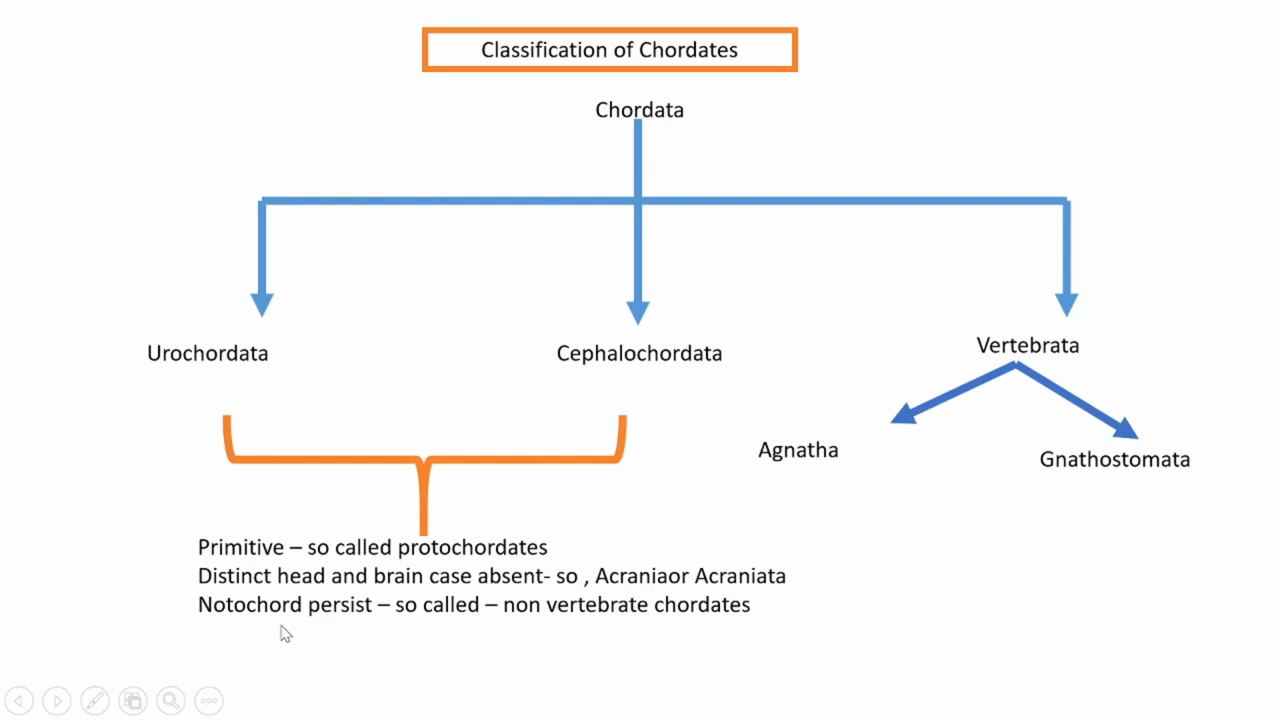 Classification of Chordates
Chordata
Urochordata
Cephalochordata
Vertebrata
Agnatha
Gnathostomata
Primitive – so called protochordates
Distinct head and brain case absent- so , Acraniaor Acraniata
Notochord persist – so called – non vertebrate chordates